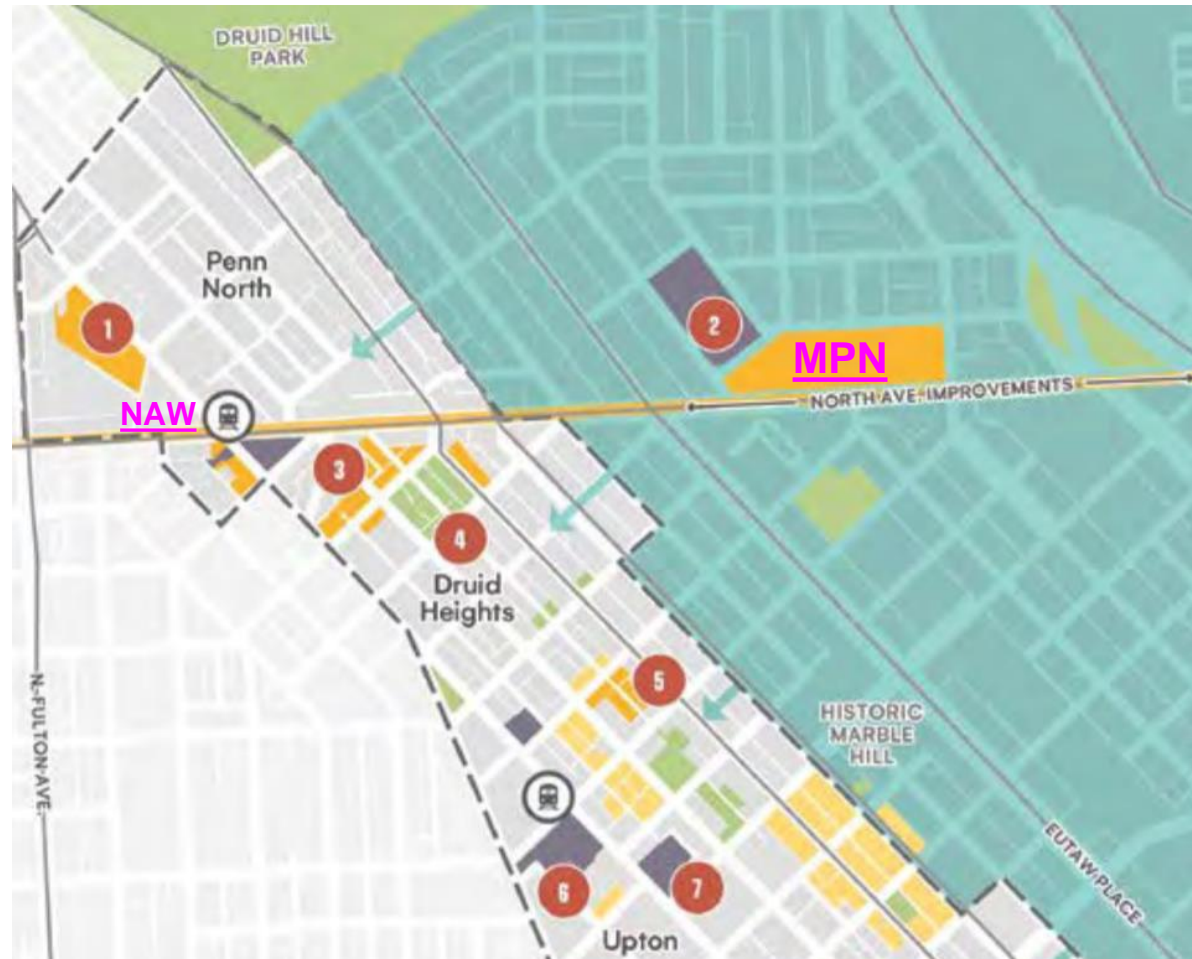 DRUID HILL
PARK
Penn
North
1
2
MPN
NORTH AVE. IMPROVEMENTS
NAW
3
4
Druid
Heights
5
N. FULTON AVE.
HISTORIC
MARBLE
HILL
EUTAW PLACE
6
7
Upton